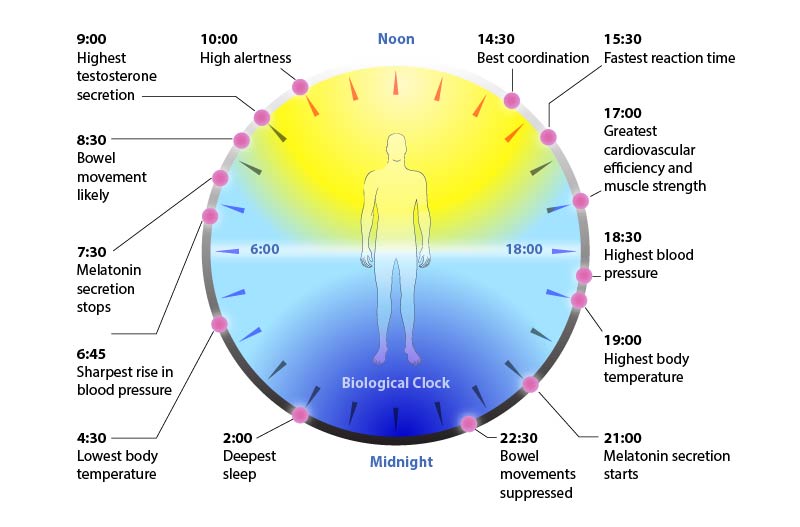 Noon
9:00
Highest
testosterone
secretion
10:00
High alertness
14:30
Best coordination
15:30
Fastest reaction time
8:30
Bowel
movement
likely
17:00
Greatest
cardiovascular
efficiency and
muscle strength
7:30
Melatonin
secretion
stops
6:00
18:00
18:30
Highest blood
pressure
6:45
Sharpest rise in
blood pressure
19:00
Highest body
temperature
Biological Clock
4:30
Lowest body
temperature
2:00
Deepest
sleep
Midnight
22:30
Bowel
movements
suppressed
21:00
Melatonin secretion
starts